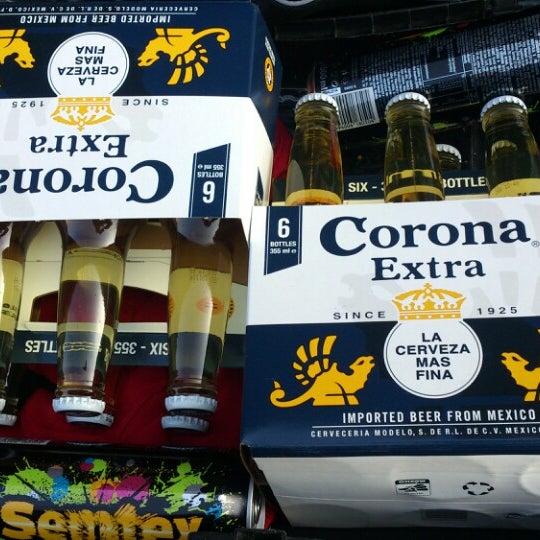 IMPORTED BEER FROM MEXICO
LA
CERVEZA
MAS
FINA
SINCE 1925
Corona
Extra
6
BOTTLES
355 ml e
SIX - 355
SIX - 3
BOTTLE
6
BOTTLES
355 ml e
Corona
Extra
SINCE 1925
LA
CERVEZA
MAS
FINA
IMPORTED BEER FROM MEXICO
CERVECERIA MODELO, S. DE R.L. DE C.V. MEXICO
Semtex